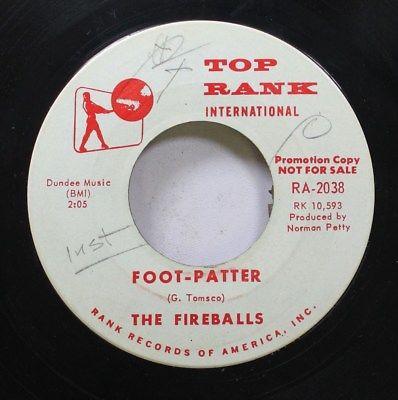 TOP
RANK
INTERNATIONAL
Promotion Copy
NOT FOR SALE
RA-2038
RK 10,593
Produced by
Norman Petty
Dundee Music
(BMI)
2:05
Inst
FOOT-PATTER
(G. Tomsco)
THE FIREBALLS
RANK RECORDS OF AMERICA, INC.